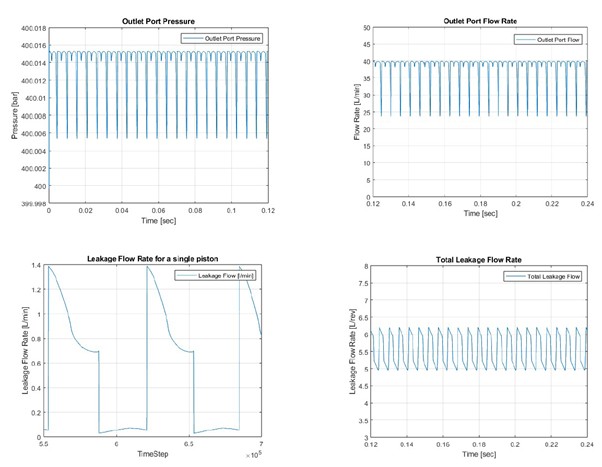 Outlet Port Pressure
400.018
400.016
400.014
400.012
400.01
400.008
400.006
400.004
400.002
400
399.998
Pressure [bar]
Outlet Port Pressure
0 0.02 0.04 0.06 0.08 0.1 0.12
Time [sec]
Outlet Port Flow Rate
50
45
40
35
30
25
20
15
10
5
0
Flow Rate [L/min]
Outlet Port Flow
0.12 0.14 0.16 0.18 0.2 0.22 0.24
Time [sec]
Leakage Flow Rate for a single piston
1.4
1.2
1
0.8
0.6
0.4
0.2
0
Leakage Flow Rate [L/min]
Leakage Flow [l/min]
5.5 6 6.5 7
TimeStep
×10⁵
Total Leakage Flow Rate
8
7.5
7
6.5
6
5.5
5
4.5
4
3.5
3
Leakage Flow Rate [L/rev]
Total Leakage Flow
0.12 0.14 0.16 0.18 0.2 0.22 0.24
Time [sec]